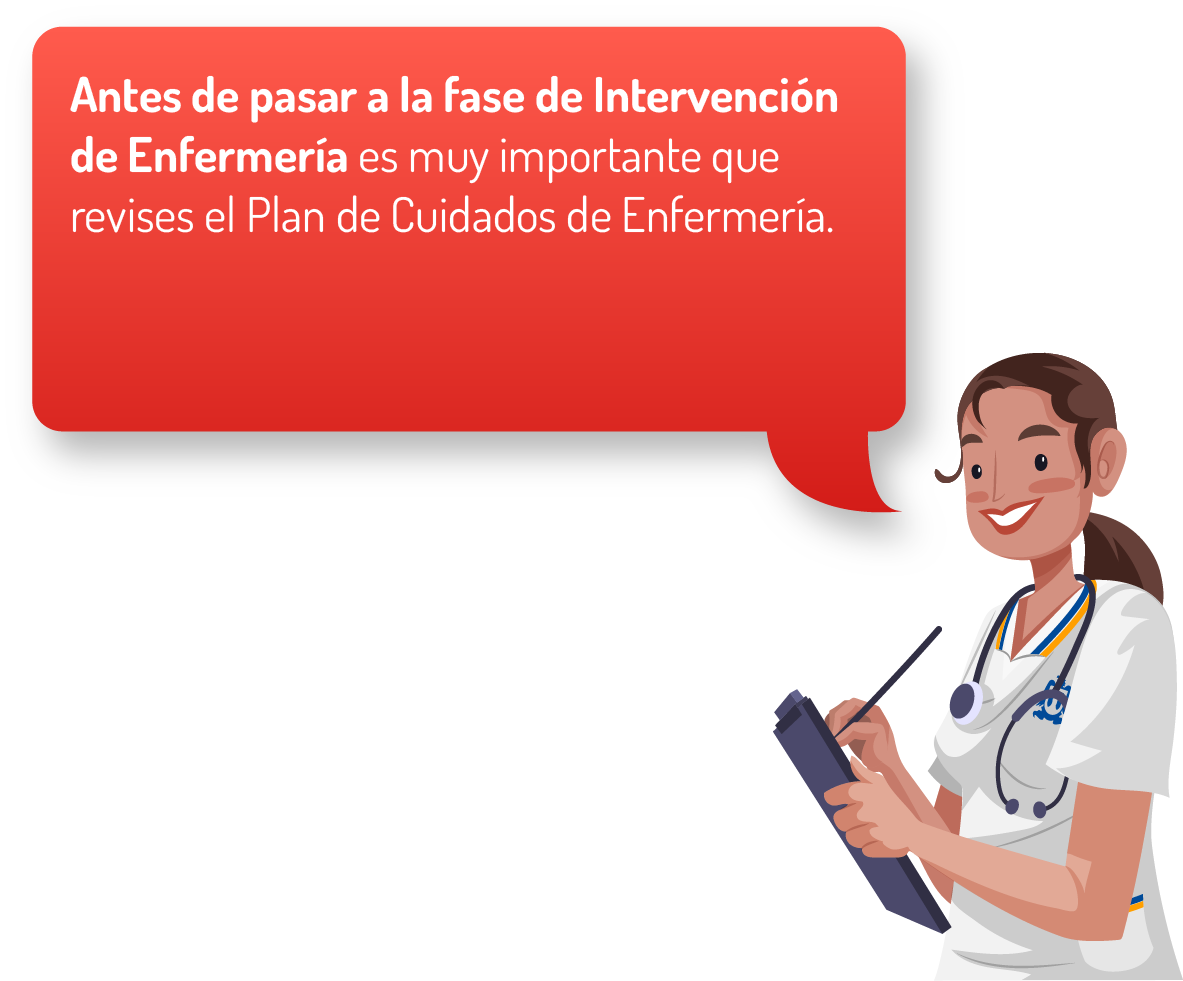 Antes de pasar a la fase de Intervención
de Enfermería es muy importante que
revises el Plan de Cuidados de Enfermería.